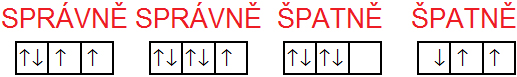 SPRÁVNĚ SPRÁVNĚ ŠPATNĚ ŠPATNĚ
↑↓ ↑ ↑ ↑↓ ↑↓ ↑ ↑↓ ↑↓ ↓ ↑ ↑